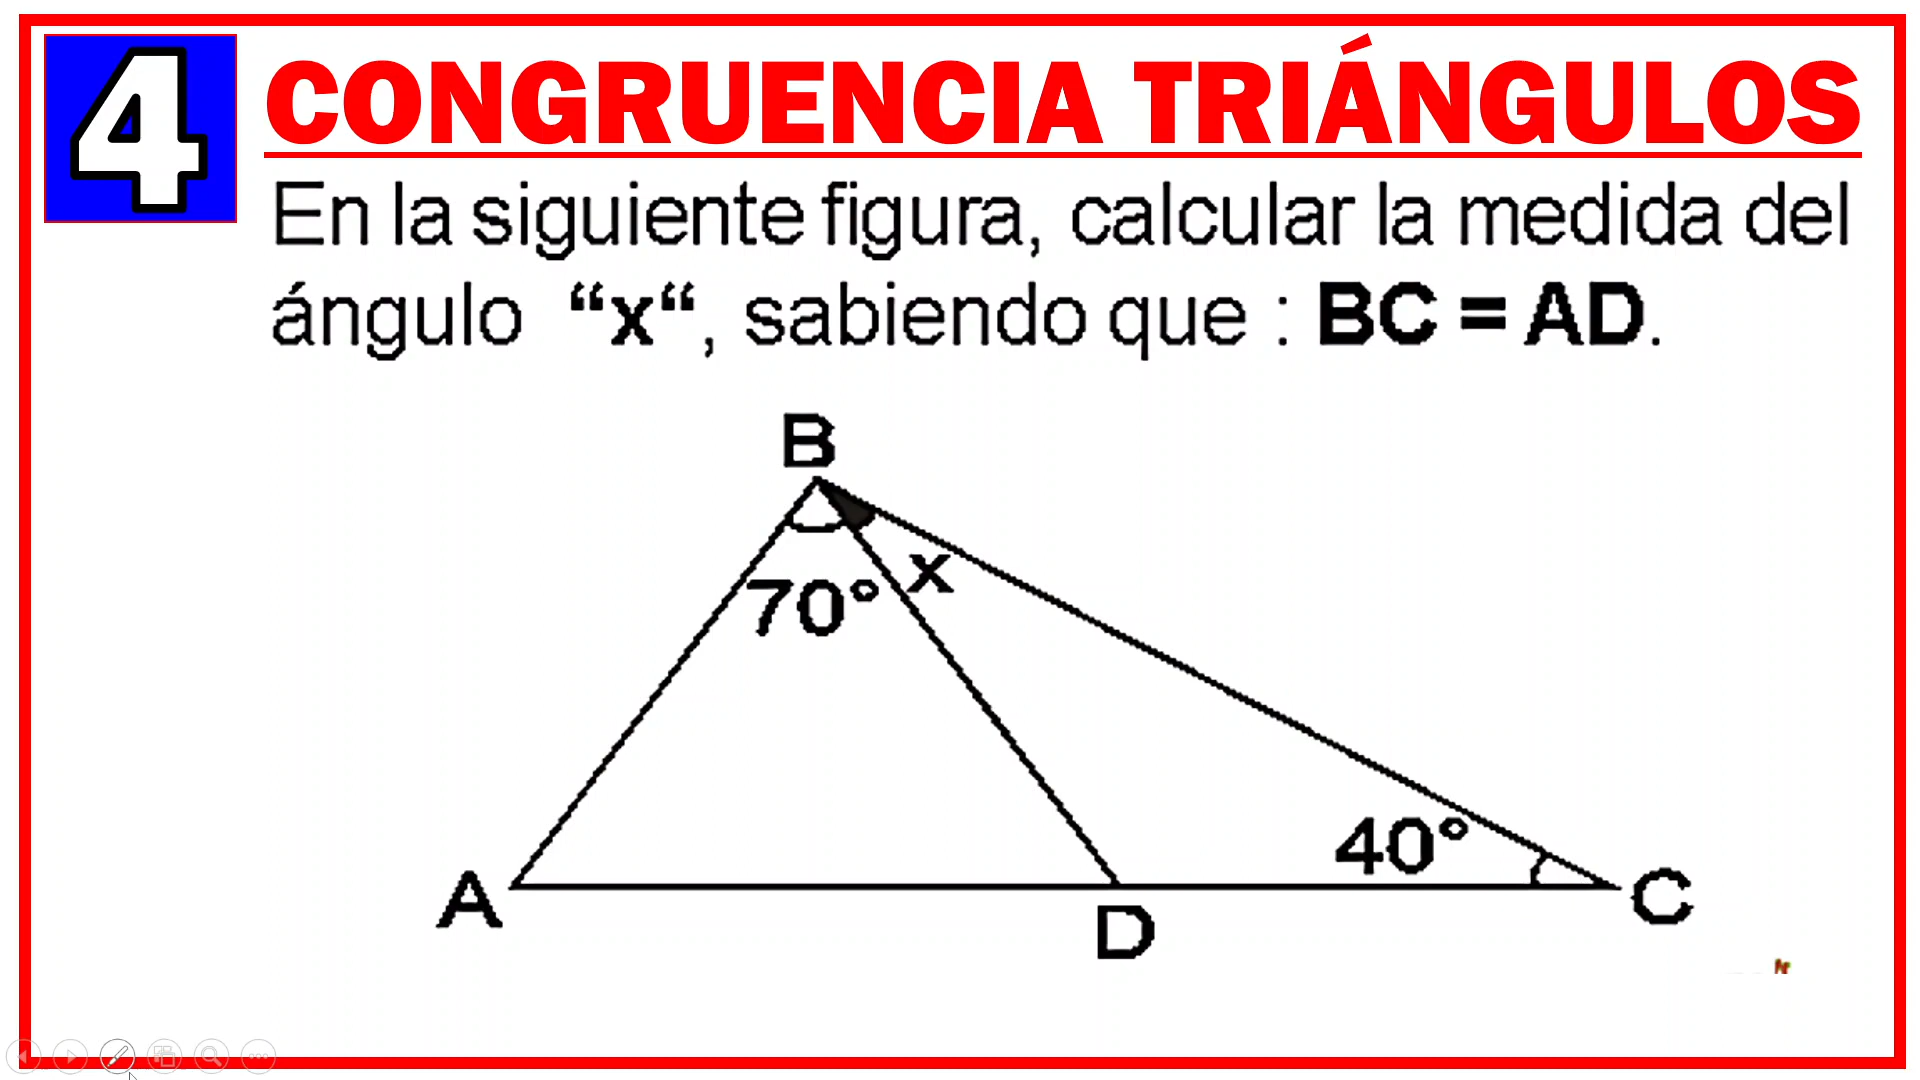 4
CONGRUENCIA TRIÁNGULOS
En la siguiente figura, calcular la medida del
ángulo “x“, sabiendo que : BC = AD.
B
70°
x
40°
A
D
C